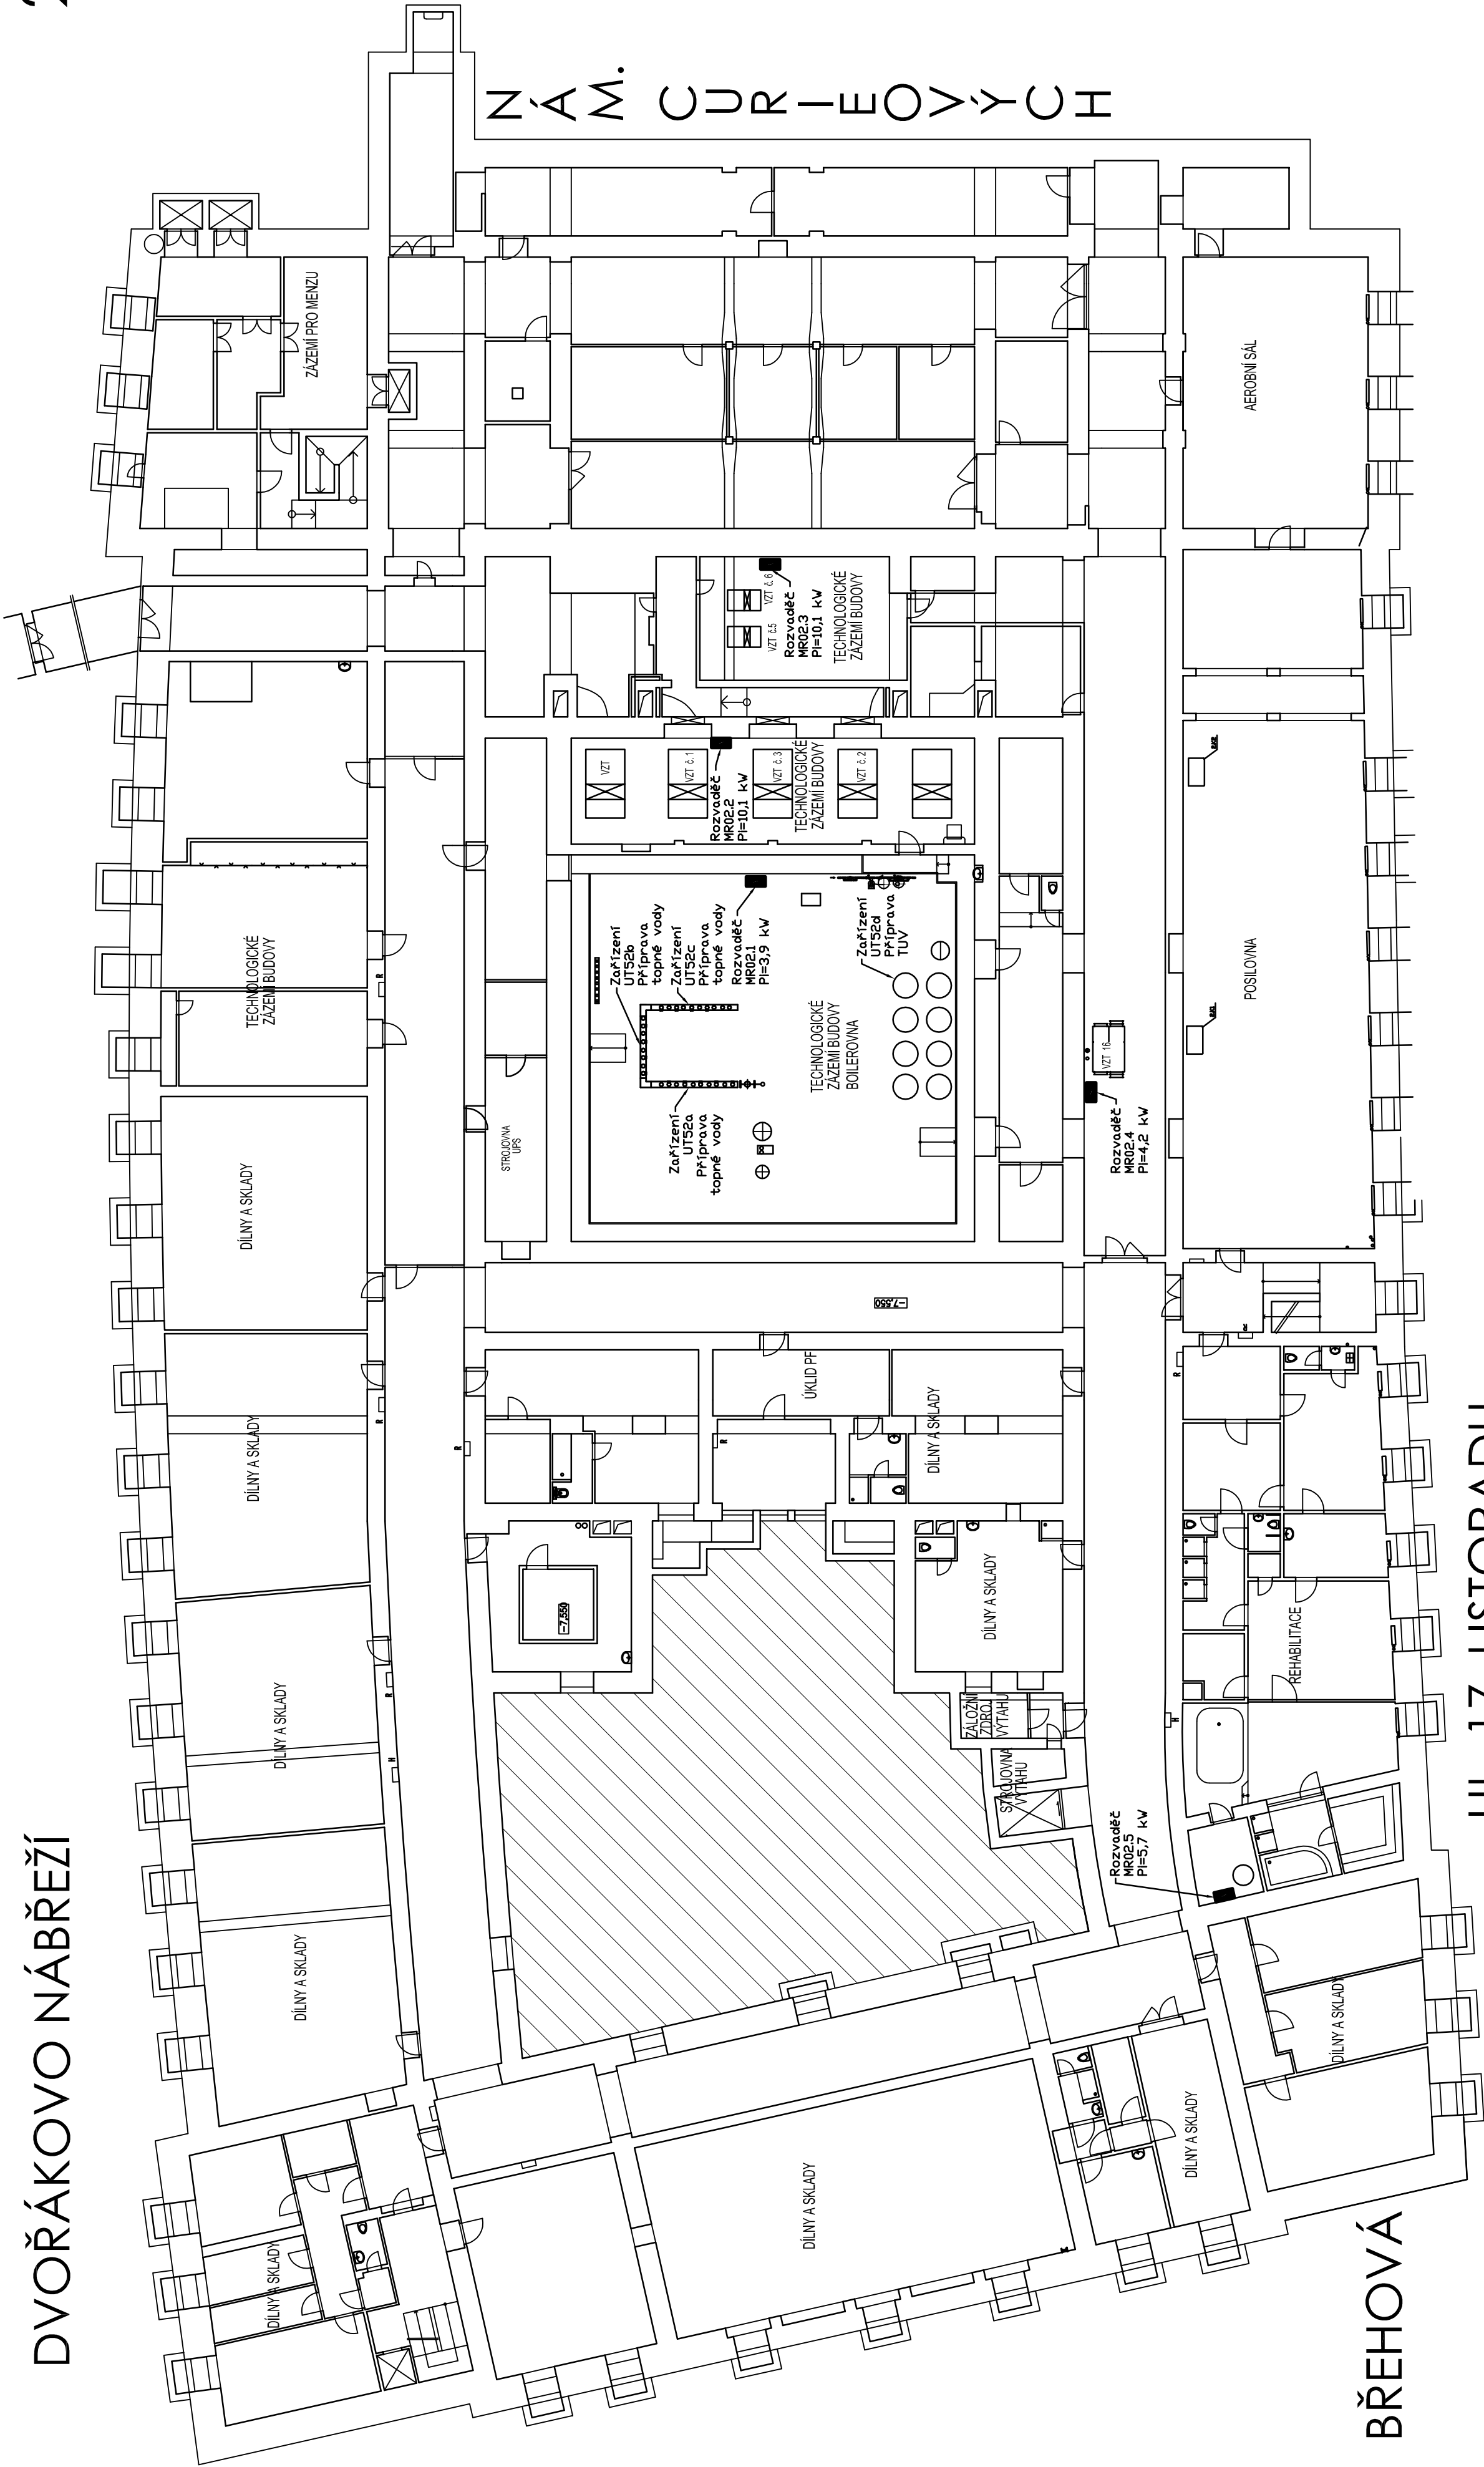 2
DVOŘÁKOVO NÁBŘEŽÍ
NÁM. CURIEOVÝCH
BŘEHOVÁ
ZÁZEMÍ PRO MENZU
AEROBNÍ SÁL
VZT č.5
VZT č. 6
Rozvaděč
MR02.3
Pi=10,1 kW
TECHNOLOGICKÉ
ZÁZEMÍ BUDOVY
VZT
VZT č. 1
VZT č. 3
VZT č. 2
Rozvaděč
MR02.2
Pi=10,1 kW
TECHNOLOGICKÉ
ZÁZEMÍ BUDOVY
TECHNOLOGICKÉ
ZÁZEMÍ BUDOVY
Zařízení
UT52b
Příprava
topné vody
Zařízení
UT52c
Příprava
topné vody
Rozvaděč
MR02.1
Pi=3,9 kW
Zařízení
UT52d
Příprava
TUV
Zařízení
UT52a
Příprava
topné vody
TECHNOLOGICKÉ
ZÁZEMÍ BUDOVY
BOILEROVNA
POSILOVNA
VZT 16
Rozvaděč
MR02.4
Pi=4,2 kW
STROJOVNA
UPS
DÍLNY A SKLADY
-7,550
ÚKLID PF
DÍLNY A SKLADY
DÍLNY A SKLADY
-7,550
DÍLNY A SKLADY
REHABILITACE
DÍLNY A SKLADY
ZÁLOŽNÍ
ZDROJ
VÝTAHU
STROJOVNA
VÝTAHU
Rozvaděč
MR02.5
Pi=5,7 kW
DÍLNY A SKLADY
DÍLNY A SKLADY
DÍLNY A SKLADY
DÍLNY A SKLADY
DÍLNY A SKLADY
R
R
R
R
R
R
H
H